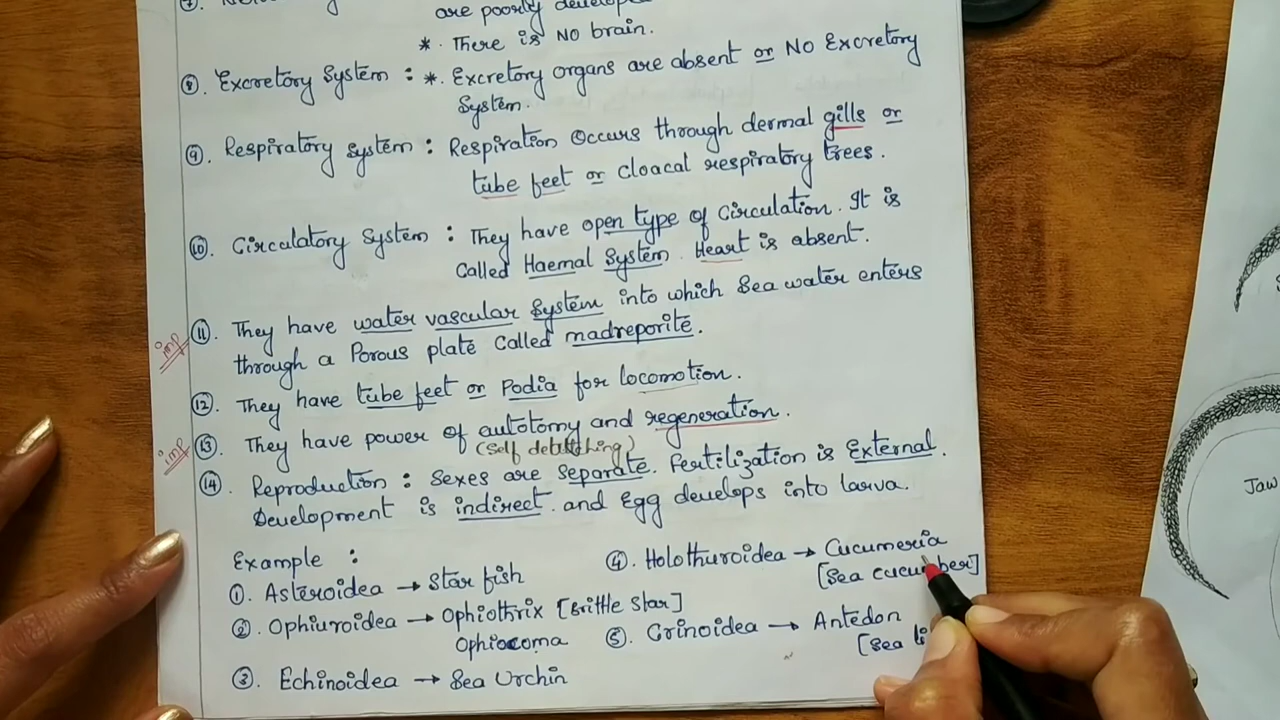 are poorly
*. There is NO brain.
⑧. Excretory System : *. Excretory organs are absent or NO Excretory
System.
⑨. Respiratory System : Respiration Occurs through dermal gills or
tube feet or cloacal respiratory trees.
⑩. Circulatory System : They have open type of Circulation. It is
Called Haemal System. Heart is absent.
imp ⑪. They have water vascular System into which Sea water enters
through a Porous plate Called madreporite.
⑫. They have tube feet or Podia for locomotion.
imp ⑬. They have power of autotomy and regeneration.
(Self detatching)
⑭. Reproduction : Sexes are separate. Fertilization is External.
Development is indirect and Egg develops into larva.
Example :
①. Asteroidea → Star fish
②. Ophiuroidea → Ophiothrix [Brittle Star]
Ophiocoma
③. Echinoidea → Sea Urchin
④. Holothuroidea → Cucumeria
[Sea cucumber]
⑤. Crinoidea → Antedon
[Sea
Jaw